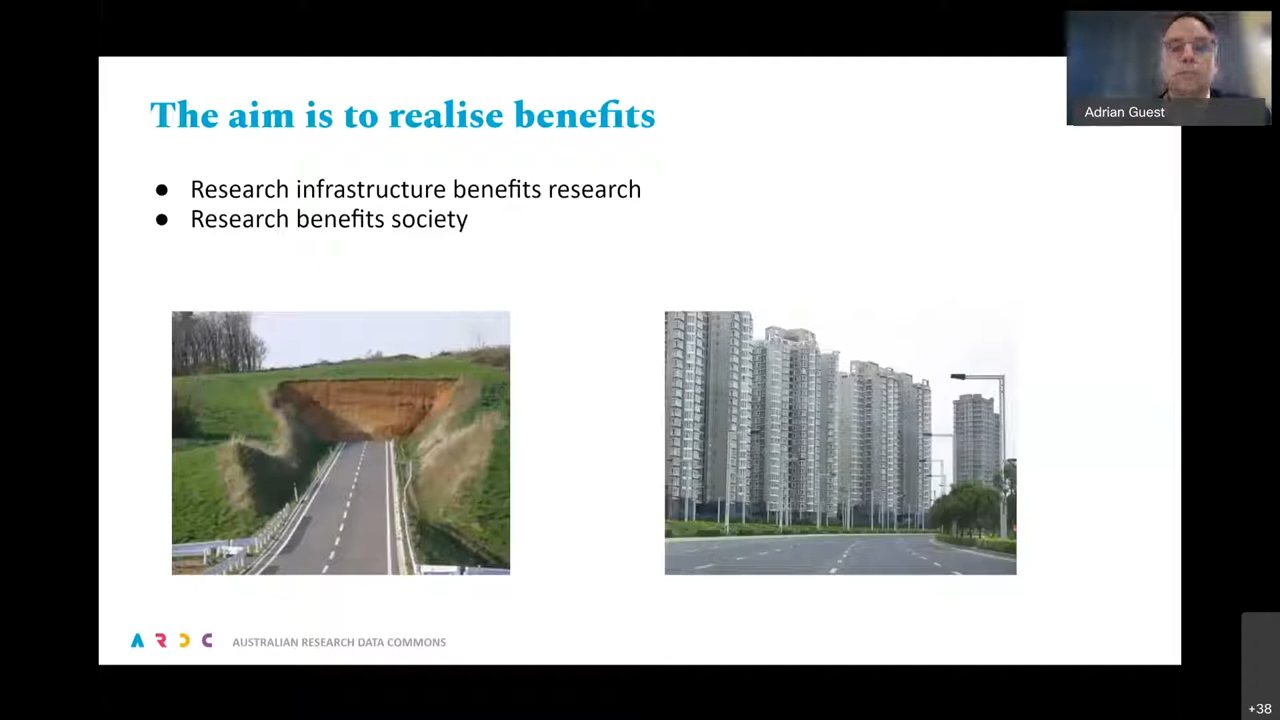 The aim is to realise benefits
● Research infrastructure benefits research
● Research benefits society
Adrian Guest
A R D C AUSTRALIAN RESEARCH DATA COMMONS
+38